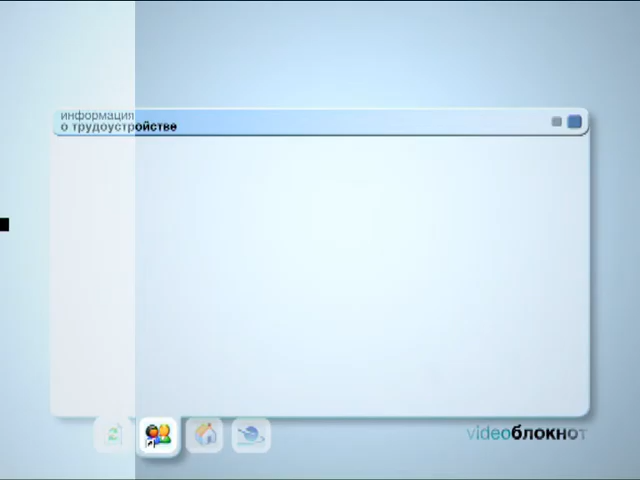 информация
о трудоустройстве
videoблокнот